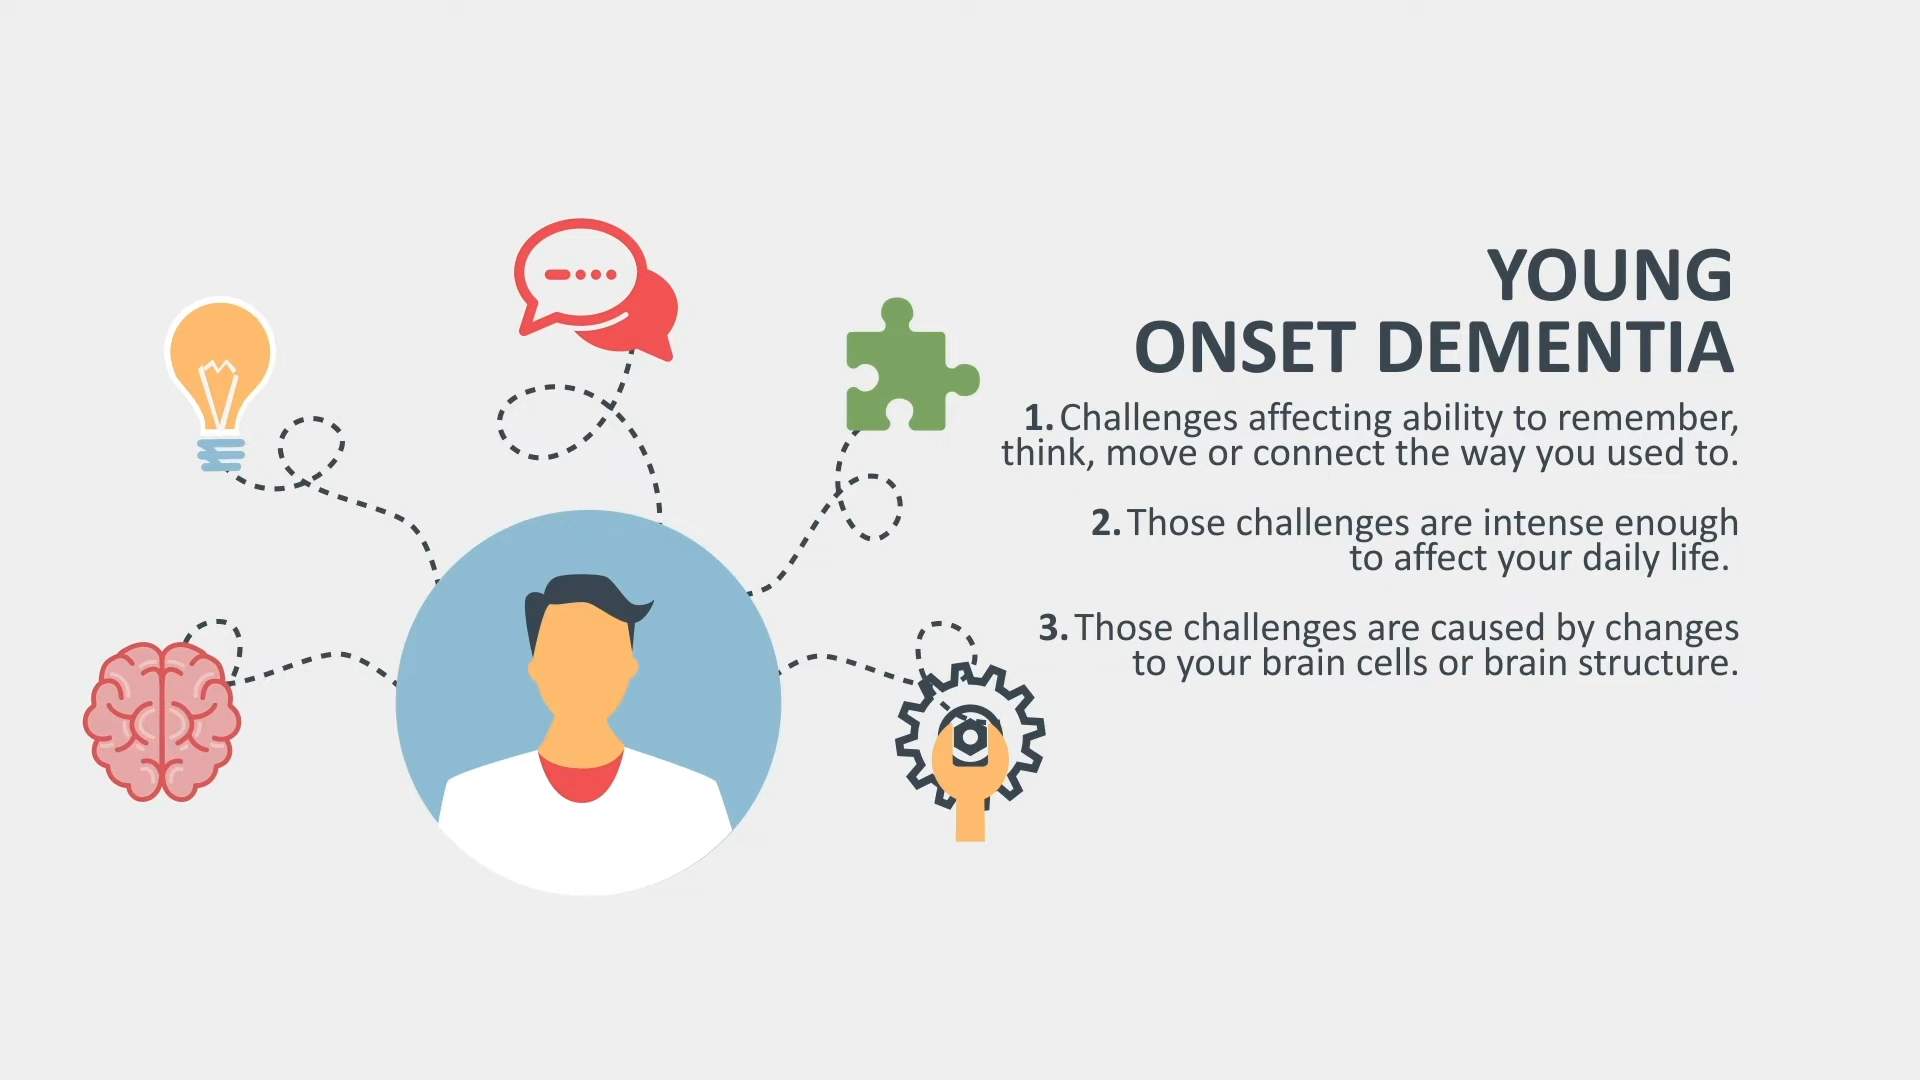 YOUNG
ONSET DEMENTIA
1. Challenges affecting ability to remember,
think, move or connect the way you used to.
2. Those challenges are intense enough
to affect your daily life.
3. Those challenges are caused by changes
to your brain cells or brain structure.